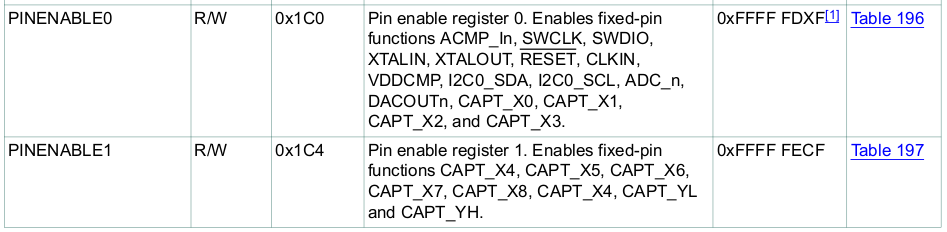 PINENABLE0 R/W 0x1C0 Pin enable register 0. Enables fixed-pin 0xFFFF FDXF[1] Table 196
functions ACMP_In, SWCLK, SWDIO,
XTALIN, XTALOUT, RESET, CLKIN,
VDDCMP, I2C0_SDA, I2C0_SCL, ADC_n,
DACOUTn, CAPT_X0, CAPT_X1,
CAPT_X2, and CAPT_X3.
PINENABLE1 R/W 0x1C4 Pin enable register 1. Enables fixed-pin 0xFFFF FECF Table 197
functions CAPT_X4, CAPT_X5, CAPT_X6,
CAPT_X7, CAPT_X8, CAPT_X4, CAPT_YL
and CAPT_YH.